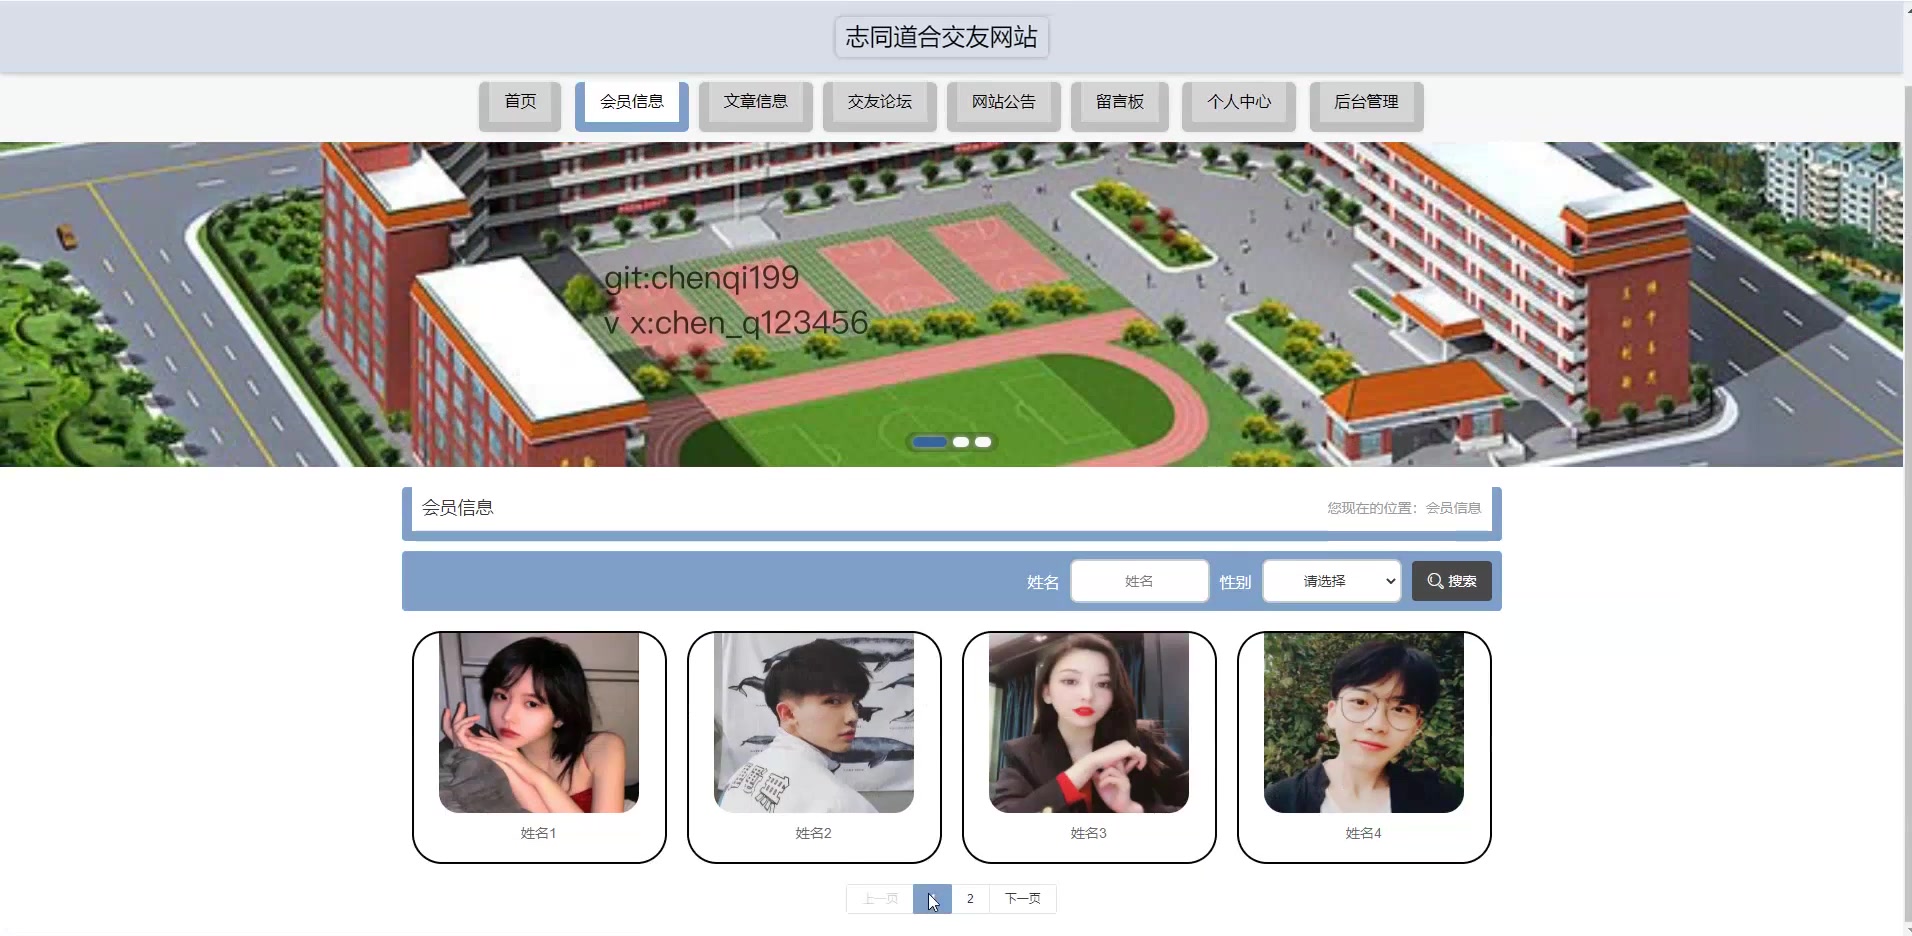 志同道合交友网站
首页 会员信息 文章信息 交友论坛 网站公告 留言板 个人中心 后台管理
git:chenqi199
v x:chen_q123456
会员信息 您现在的位置：会员信息
姓名 姓名 性别 请选择 搜索
姓名1 姓名2 姓名3 姓名4
上一页 2 下一页